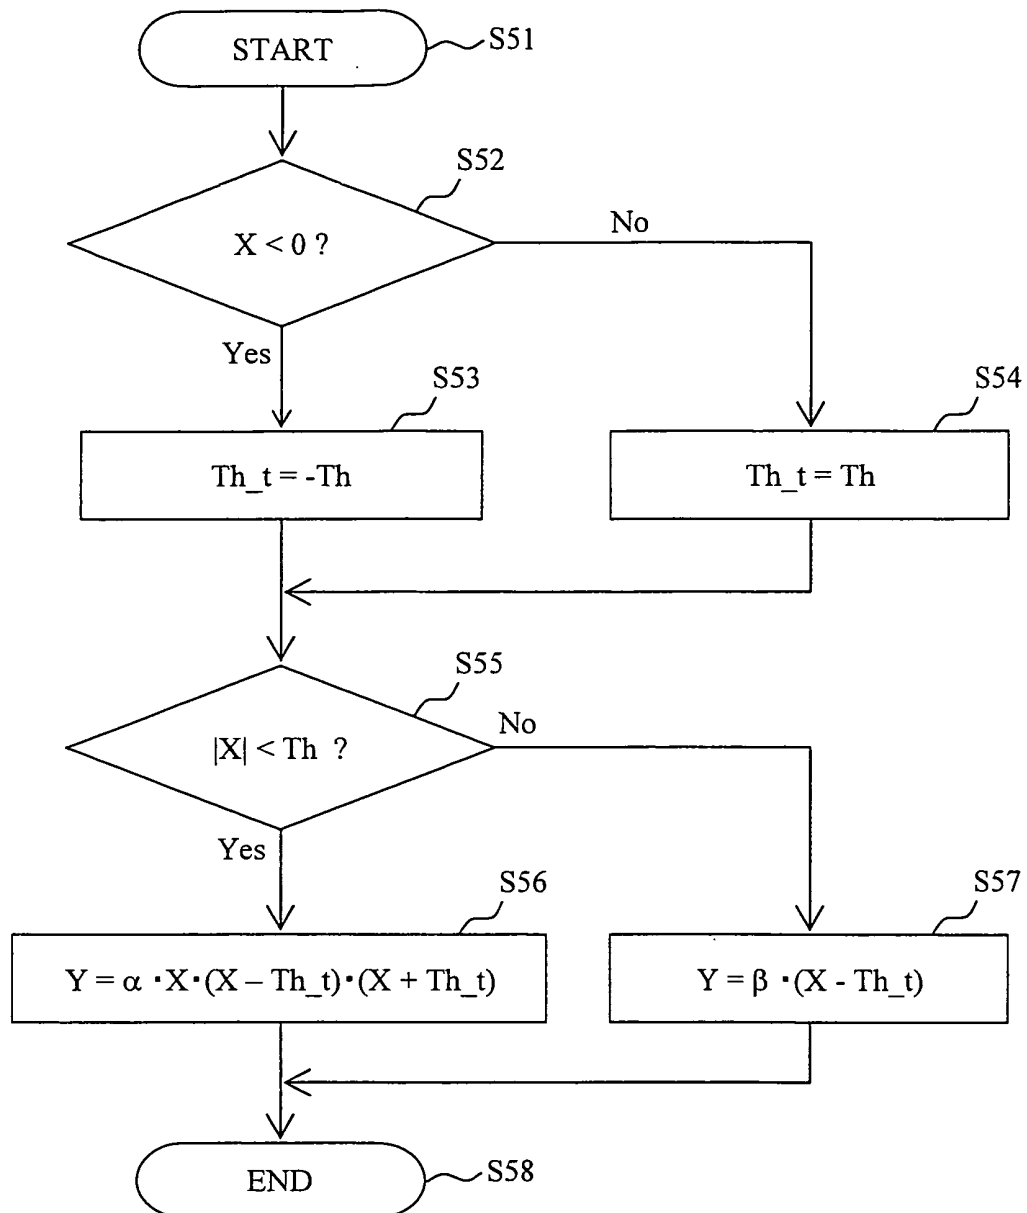 START
S51
S52
X < 0 ?
No
Yes
S53
S54
Th_t = -Th
Th_t = Th
S55
|X| < Th ?
No
Yes
S56
S57
Y = α ・X・(X – Th_t)・(X + Th_t)
Y = β ・(X - Th_t)
END
S58